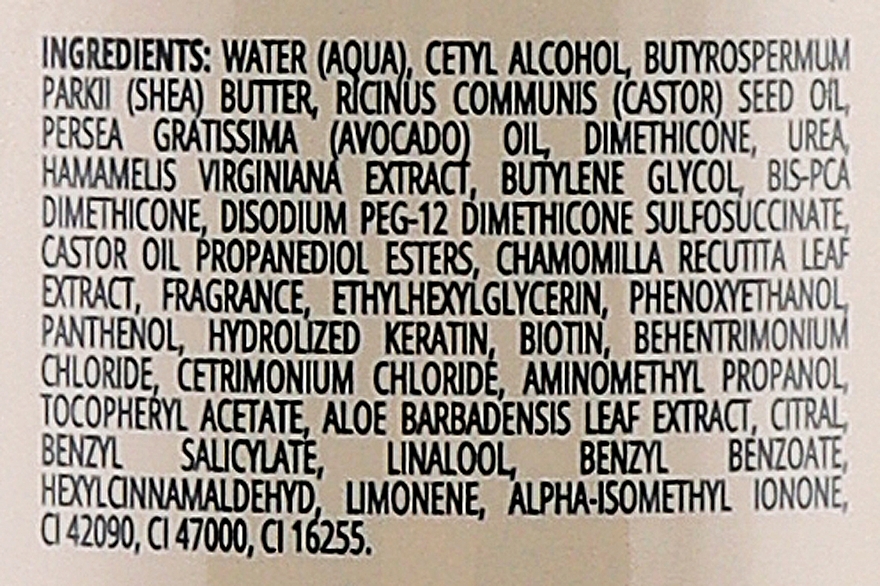 INGREDIENTS: WATER (AQUA), CETYL ALCOHOL, BUTYROSPERMUM
PARKII (SHEA) BUTTER, RICINUS COMMUNIS (CASTOR) SEED OIL,
PERSEA GRATISSIMA (AVOCADO) OIL, DIMETHICONE, UREA,
HAMAMELIS VIRGINIANA EXTRACT, BUTYLENE GLYCOL, BIS-PCA
DIMETHICONE, DISODIUM PEG-12 DIMETHICONE SULFOSUCCINATE,
CASTOR OIL PROPANEDIOL ESTERS, CHAMOMILLA RECUTITA LEAF
EXTRACT, FRAGRANCE, ETHYLHEXYLGLYCERIN, PHENOXYETHANOL,
PANTHENOL, HYDROLIZED KERATIN, BIOTIN, BEHENTRIMONIUM
CHLORIDE, CETRIMONIUM CHLORIDE, AMINOMETHYL PROPANOL,
TOCOPHERYL ACETATE, ALOE BARBADENSIS LEAF EXTRACT, CITRAL,
BENZYL SALICYLATE, LINALOOL, BENZYL BENZOATE,
HEXYLCINNAMALDEHYD, LIMONENE, ALPHA-ISOMETHYL IONONE,
CI 42090, CI 47000, CI 16255.